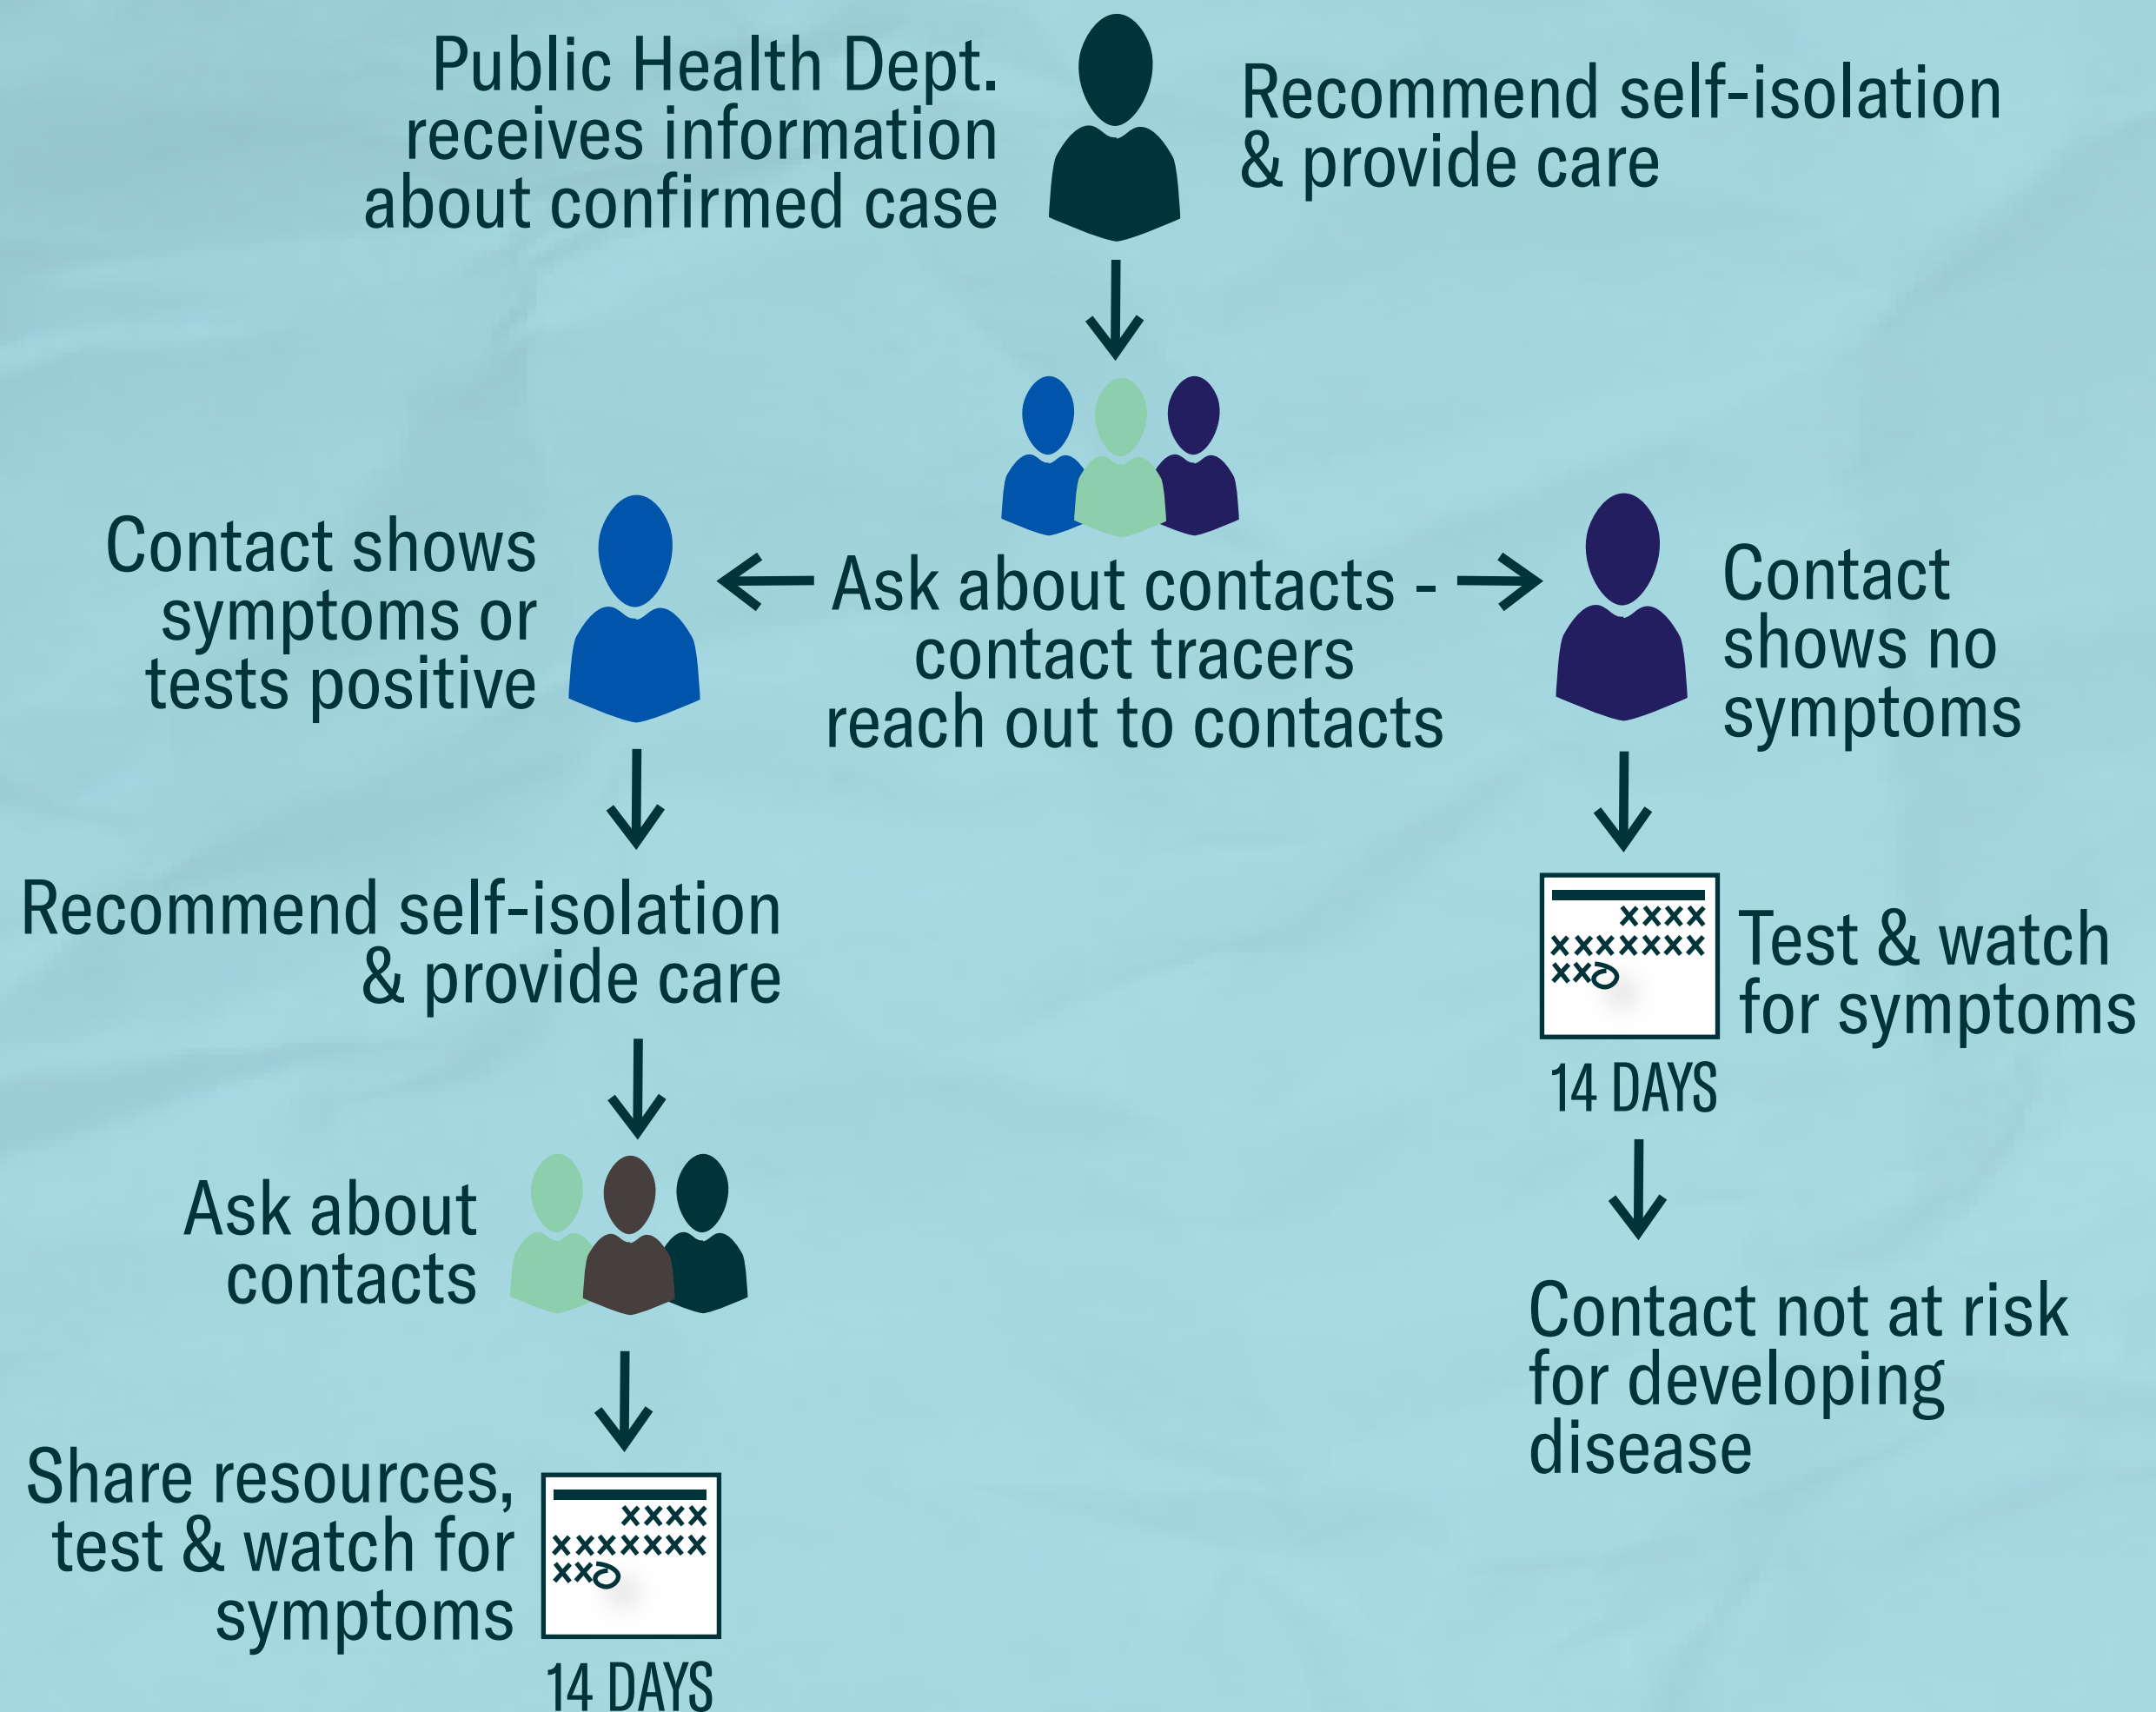 Public Health Dept.
receives information
about confirmed case
Recommend self-isolation
& provide care
Ask about contacts -
contact tracers
reach out to contacts
Contact shows
symptoms or
tests positive
Recommend self-isolation
& provide care
Ask about
contacts
Share resources,
test & watch for
symptoms
14 DAYS
Contact
shows no
symptoms
Test & watch
for symptoms
14 DAYS
Contact not at risk
for developing
disease